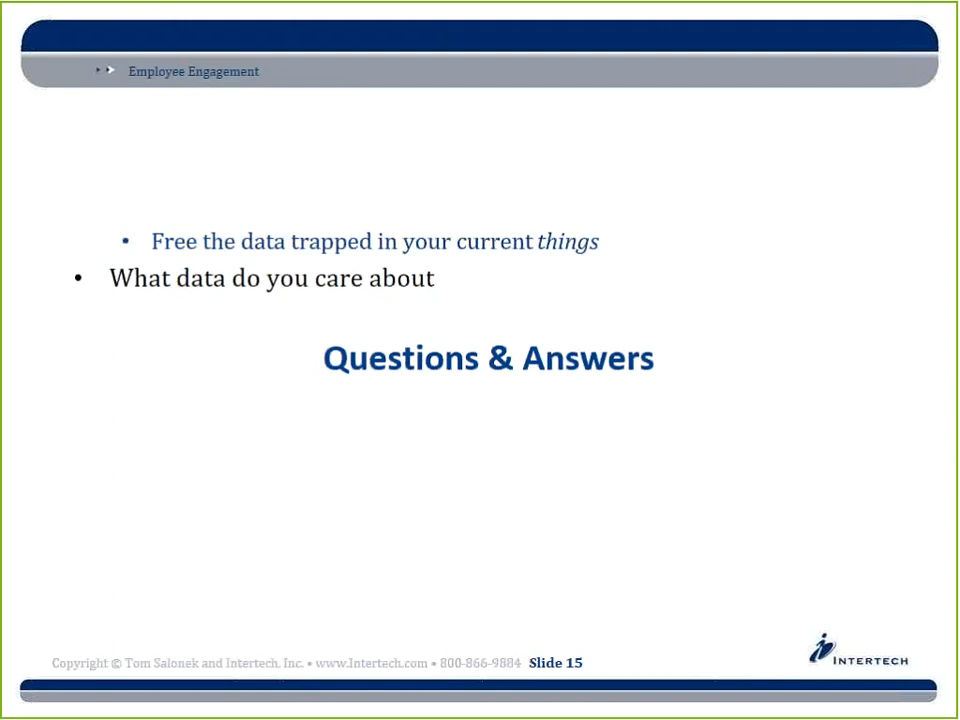 Employee Engagement
• Free the data trapped in your current things
• What data do you care about
Questions & Answers
Copyright © Tom Salonek and Intertech, Inc. • www.Intertech.com • 800-866-9884 Slide 15
INTERTECH